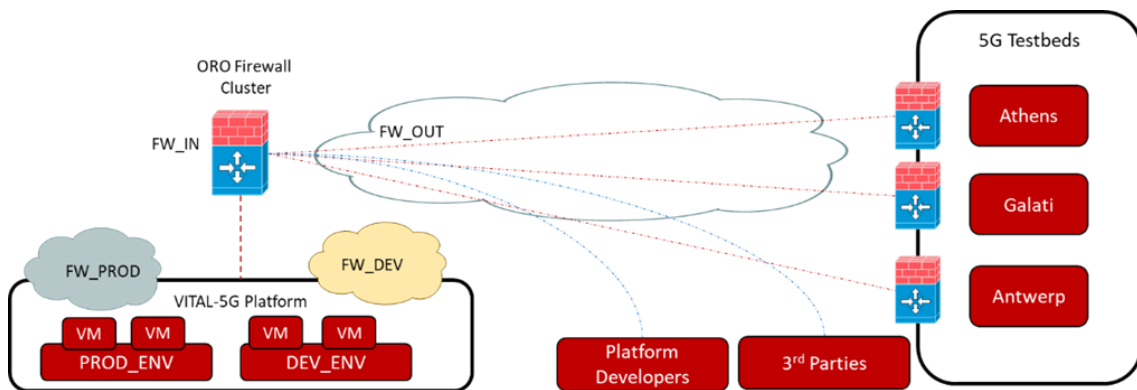 5G Testbeds
ORO Firewall
Cluster
FW_IN
FW_OUT
Athens
Galati
Antwerp
FW_PROD
FW_DEV
VITAL-5G Platform
VM
VM
VM
VM
PROD_ENV
DEV_ENV
Platform
Developers
3rd Parties